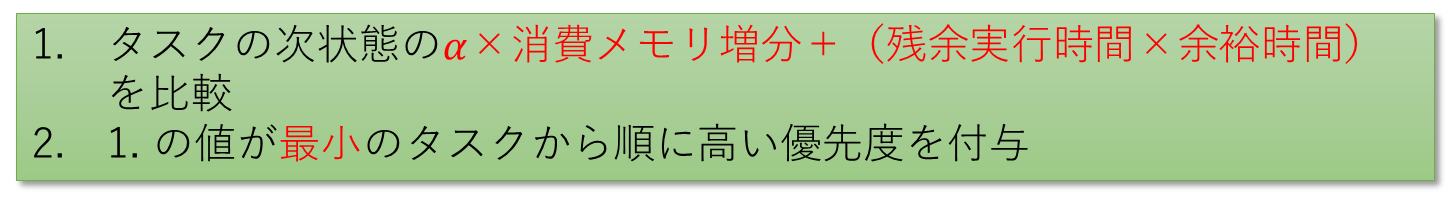 1. タスクの次状態の𝛼×消費メモリ増分＋（残余実行時間×余裕時間）
を比較
2. 1. の値が最小のタスクから順に高い優先度を付与